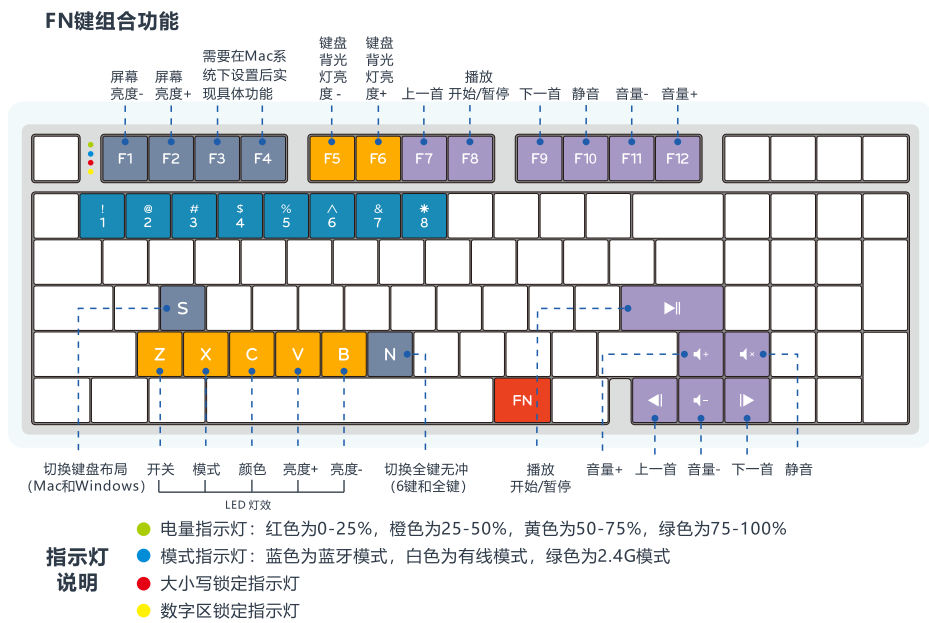 FN键组合功能
屏幕
亮度-
屏幕
亮度+
需要在Mac系
统下设置后实
现具体功能
键盘
背光
灯亮
度 -
键盘
背光
灯亮
度+
上一首
播放
开始/暂停
下一首
静音
音量-
音量+
F1
F2
F3
F4
F5
F6
F7
F8
F9
F10
F11
F12
!
1
@
2
#
3
$
4
%
5
^
6
&
7
*
8
S
Z
X
C
V
B
N
FN
切换键盘布局
(Mac和Windows)
开关
模式
颜色
亮度+
亮度-
LED 灯效
切换全键无冲
(6键和全键)
播放
开始/暂停
音量+
上一首
音量-
下一首
静音
指示灯
说明
电量指示灯：红色为0-25%，橙色为25-50%，黄色为50-75%，绿色为75-100%
模式指示灯：蓝色为蓝牙模式，白色为有线模式，绿色为2.4G模式
大小写锁定指示灯
数字区锁定指示灯